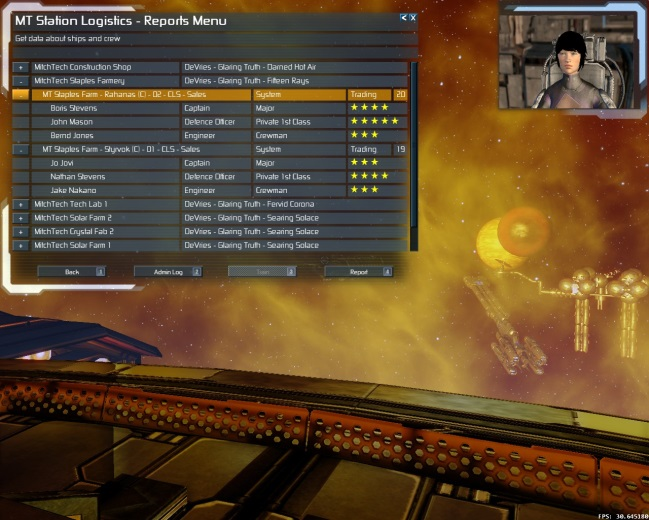 MT Station Logistics - Reports Menu
Get data about ships and crew
+ MitchTech Construction Shop DeVries - Glaring Truth - Darned Hot Air
- MitchTech Staples Farmery DeVries - Glaring Truth - Fifteen Rays
- MT Staples Farm - Rahanas (C) - 02 - CLS - Sales System Trading 20
Boris Stevens Captain Major
John Mason Defence Officer Private 1st Class
Bernd Jones Engineer Crewman
- MT Staples Farm - Styvok (C) - 01 - CLS - Sales System Trading 19
Jo Jovi Captain Major
Nathan Stevens Defence Officer Private 1st Class
Jake Nakano Engineer Crewman
+ MitchTech Tech Lab 1 DeVries - Glaring Truth - Fervid Corona
+ MitchTech Solar Farm 2 DeVries - Glaring Truth - Searing Solace
+ MitchTech Crystal Fab 2 DeVries - Glaring Truth - Searing Solace
+ MitchTech Solar Farm 1 DeVries - Glaring Truth - Searing Solace
Back 1 Admin Log 2 Train 3 Report 4
FPS: 30.645180